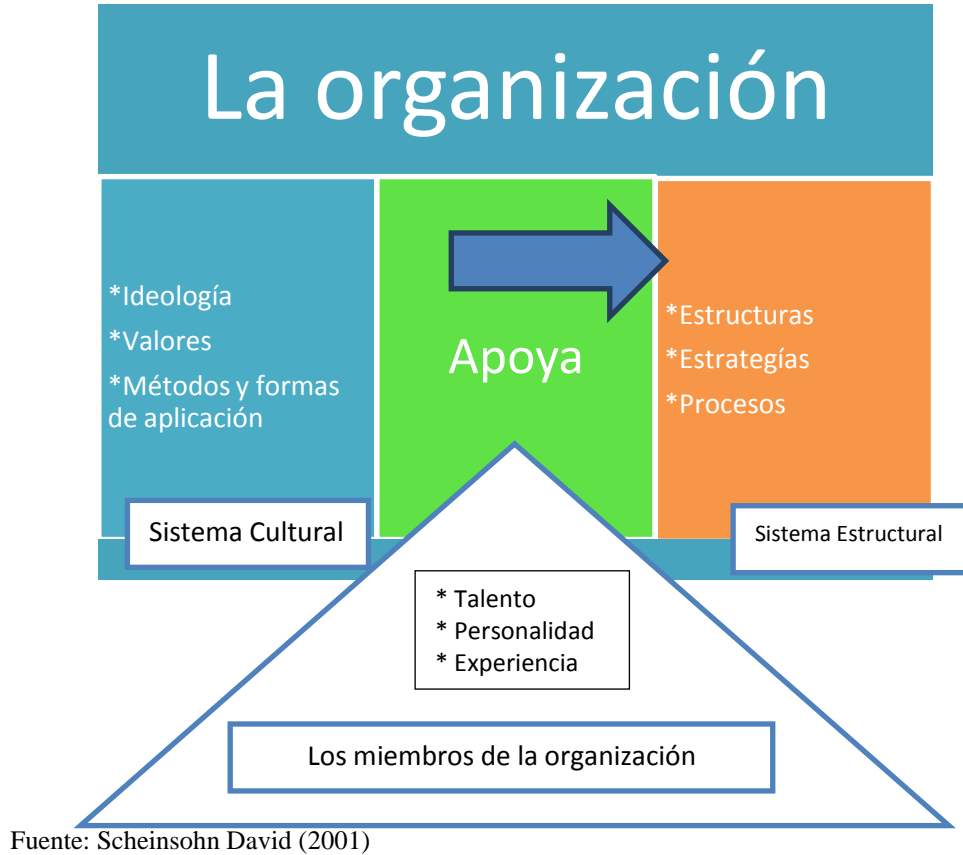 La organización
*Ideología
*Valores
*Métodos y formas
de aplicación
Sistema Cultural
Apoya
*Estructuras
*Estrategías
*Procesos
Sistema Estructural
* Talento
* Personalidad
* Experiencia
Los miembros de la organización
Fuente: Scheinsohn David (2001)